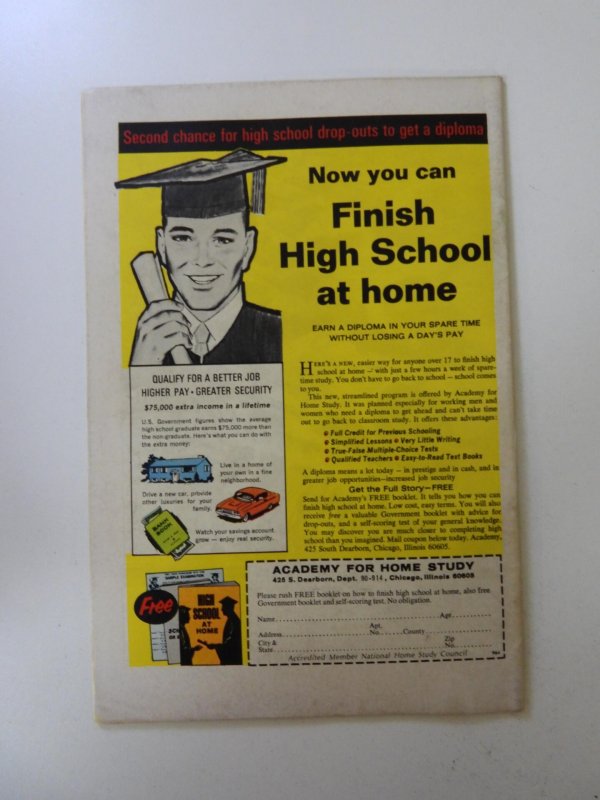 Second chance for high school drop-outs to get a diploma
Now you can
Finish
High School
at home
EARN A DIPLOMA IN YOUR SPARE TIME
WITHOUT LOSING A DAY'S PAY
HERE'S A NEW, easier way for anyone over 17 to finish high
school at home — with just a few hours a week of spare-
time study. You don't have to go back to school — school comes
to you.
This new, streamlined program is offered by Academy for
Home Study. It was planned especially for working men and
women who need a diploma to get ahead and can't take time
out to go back to classroom study. It offers these advantages:
Full Credit for Previous Schooling
Simplified Lessons • Very Little Writing
True-False Multiple-Choice Tests
Qualified Teachers • Easy-to-Read Text Books
A diploma means a lot today — in prestige and in cash, and in
greater job opportunities—increased job security
Get the Full Story—FREE
Send for Academy's FREE booklet. It tells you how you can
finish high school at home. Low cost, easy terms. You will also
receive free a valuable Government booklet with advice for
drop-outs, and a self-scoring test of your general knowledge.
You may discover you are much closer to completing high
school than you imagined. Mail coupon below today. Academy,
425 South Dearborn, Chicago, Illinois 60605.
QUALIFY FOR A BETTER JOB
HIGHER PAY • GREATER SECURITY
$75,000 extra income in a lifetime
U.S. Government figures show the average
high school graduate earns $75,000 more than
the non-graduate. Here's what you can do with
the extra money:
Live in a home of
your own in a fine
neighborhood.
Drive a new car, provide
other luxuries for your
family.
BANK
BOOK
Watch your savings account
grow — enjoy real security.
SAMPLE EXAMINATION
Free
HIGH
SCHOOL
AT
HOME
ACADEMY FOR HOME STUDY
425 S. Dearborn, Dept. 90-914, Chicago, Illinois 60605
Please rush FREE booklet on how to finish high school at home, also free
Government booklet and self-scoring test. No obligation.
Name Age
Apt.
Address No. County
City & Zip
State No.
Accredited Member National Home Study Council